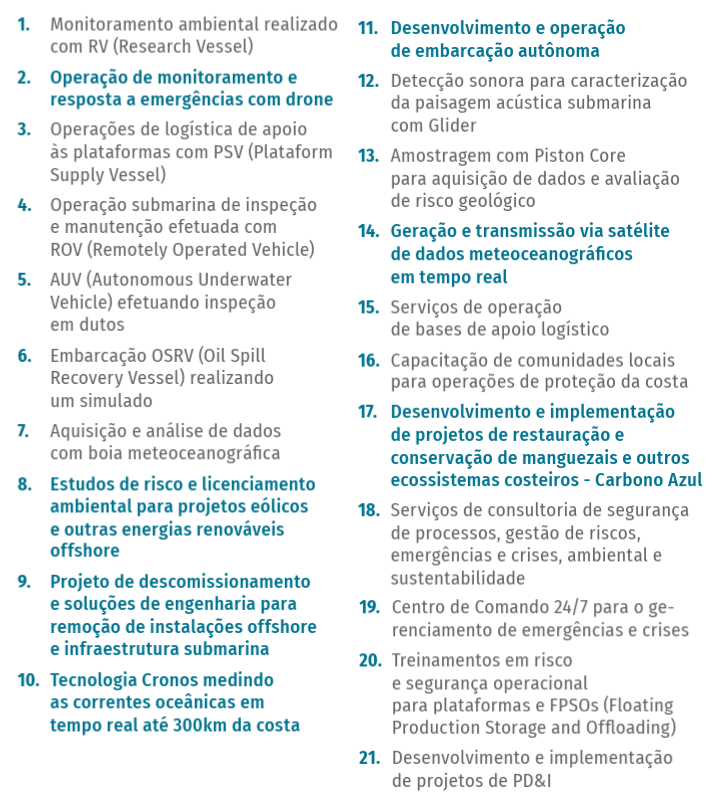 1. Monitoramento ambiental realizado
com RV (Research Vessel)
2. Operação de monitoramento e
resposta a emergências com drone
3. Operações de logística de apoio
às plataformas com PSV (Plataform
Supply Vessel)
4. Operação submarina de inspeção
e manutenção efetuada com
ROV (Remotely Operated Vehicle)
5. AUV (Autonomous Underwater
Vehicle) efetuando inspeção
em dutos
6. Embarcação OSRV (Oil Spill
Recovery Vessel) realizando
um simulado
7. Aquisição e análise de dados
com boia meteoceanográfica
8. Estudos de risco e licenciamento
ambiental para projetos eólicos
e outras energias renováveis
offshore
9. Projeto de descomissionamento
e soluções de engenharia para
remoção de instalações offshore
e infraestrutura submarina
10. Tecnologia Cronos medindo
as correntes oceânicas em
tempo real até 300km da costa
11. Desenvolvimento e operação
de embarcação autônoma
12. Detecção sonora para caracterização
da paisagem acústica submarina
com Glider
13. Amostragem com Piston Core
para aquisição de dados e avaliação
de risco geológico
14. Geração e transmissão via satélite
de dados meteoceanográficos
em tempo real
15. Serviços de operação
de bases de apoio logístico
16. Capacitação de comunidades locais
para operações de proteção da costa
17. Desenvolvimento e implementação
de projetos de restauração e
conservação de manguezais e outros
ecossistemas costeiros - Carbono Azul
18. Serviços de consultoria de segurança
de processos, gestão de riscos,
emergências e crises, ambiental e
sustentabilidade
19. Centro de Comando 24/7 para o ge-
renciamento de emergências e crises
20. Treinamentos em risco
e segurança operacional
para plataformas e FPSOs (Floating
Production Storage and Offloading)
21. Desenvolvimento e implementação
de projetos de PD&I